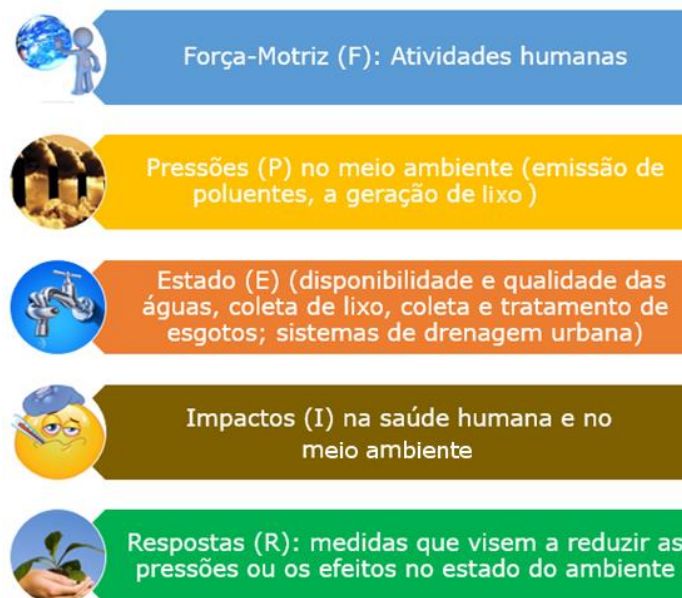 Força-Motriz (F): Atividades humanas
Pressões (P) no meio ambiente (emissão de
poluentes, a geração de lixo )
Estado (E) (disponibilidade e qualidade das
águas, coleta de lixo, coleta e tratamento de
esgotos; sistemas de drenagem urbana)
Impactos (I) na saúde humana e no
meio ambiente
Respostas (R): medidas que visem a reduzir as
pressões ou os efeitos no estado do ambiente